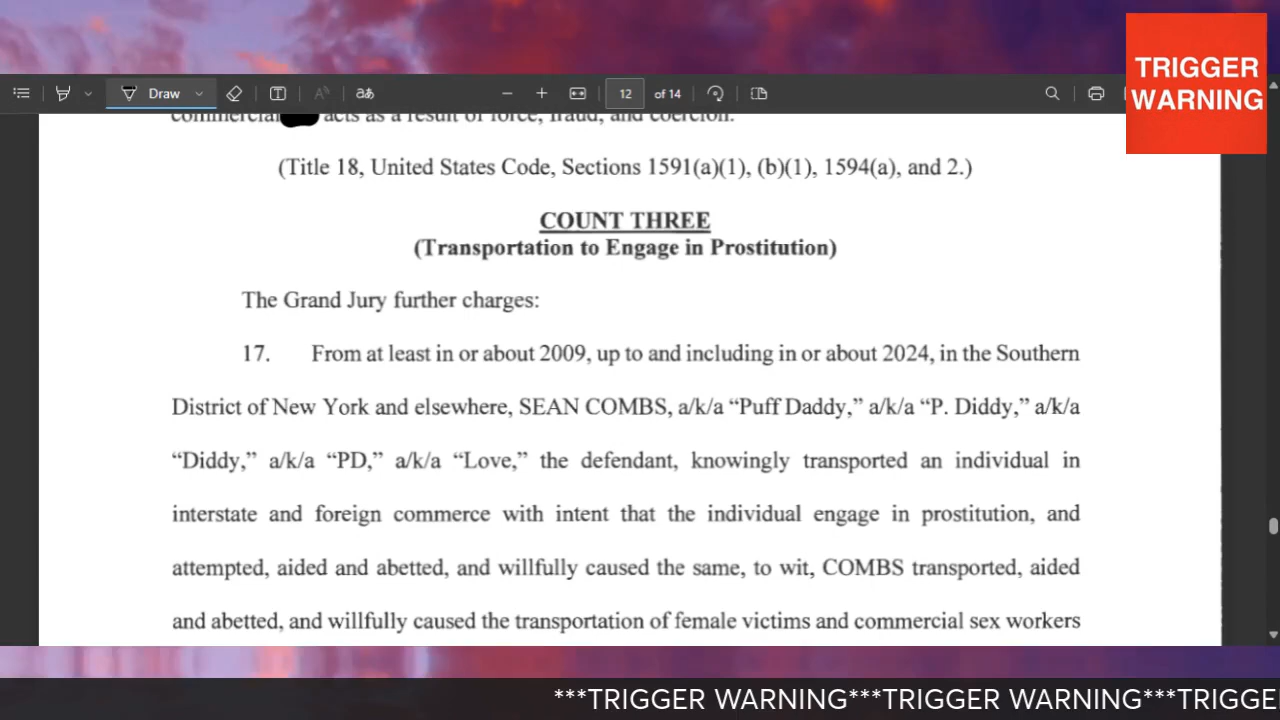 TRIGGER
WARNING
Draw
aあ
12 of 14
commercial acts as a result of force, fraud, and coercion.
(Title 18, United States Code, Sections 1591(a)(1), (b)(1), 1594(a), and 2.)
COUNT THREE
(Transportation to Engage in Prostitution)
The Grand Jury further charges:
17. From at least in or about 2009, up to and including in or about 2024, in the Southern
District of New York and elsewhere, SEAN COMBS, a/k/a “Puff Daddy,” a/k/a “P. Diddy,” a/k/a
“Diddy,” a/k/a “PD,” a/k/a “Love,” the defendant, knowingly transported an individual in
interstate and foreign commerce with intent that the individual engage in prostitution, and
attempted, aided and abetted, and willfully caused the same, to wit, COMBS transported, aided
and abetted, and willfully caused the transportation of female victims and commercial sex workers
***TRIGGER WARNING***TRIGGER WARNING***TRIGGE